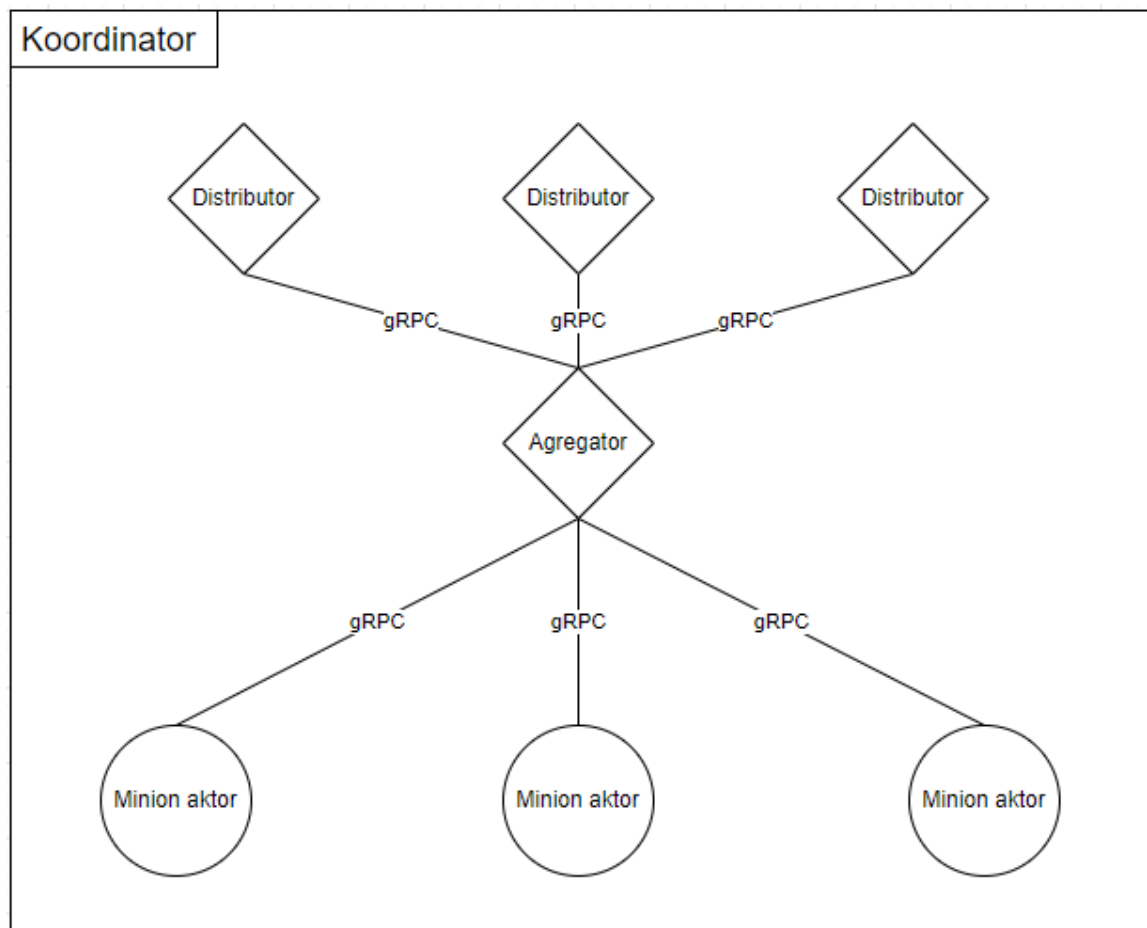 Koordinator
Distributor
Distributor
Distributor
gRPC
gRPC
gRPC
Agregator
gRPC
gRPC
gRPC
Minion aktor
Minion aktor
Minion aktor